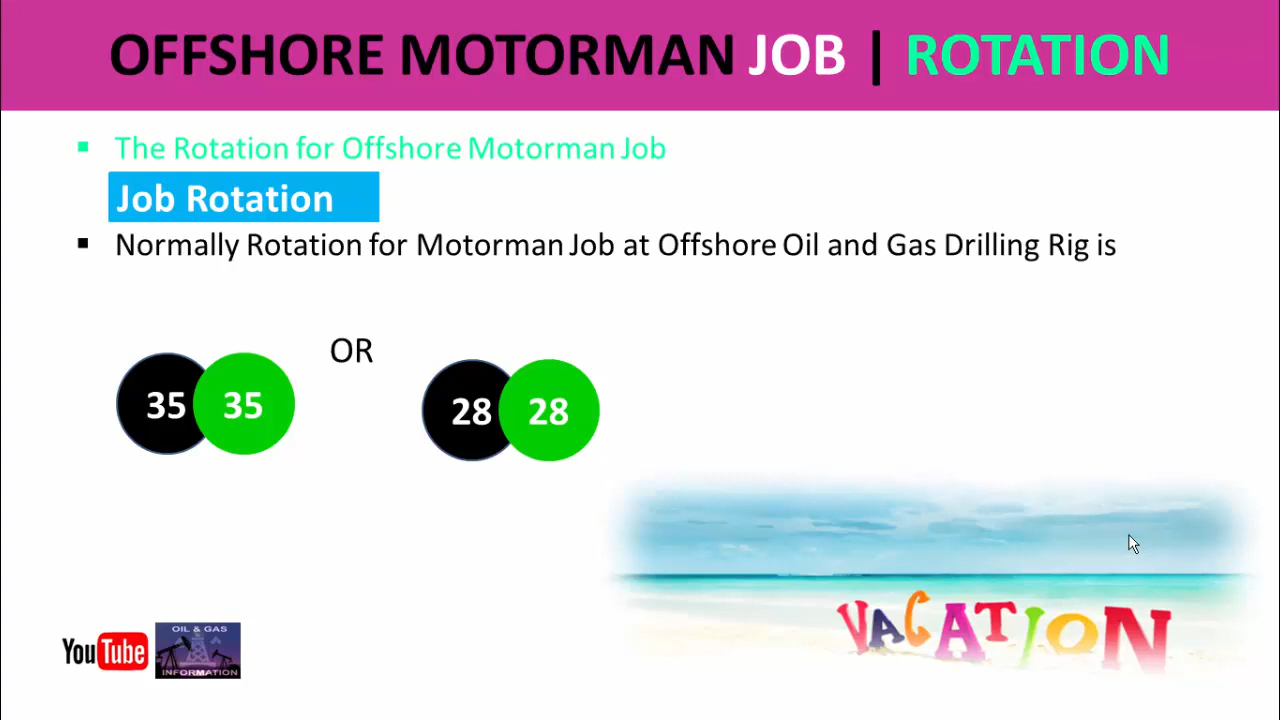 OFFSHORE MOTORMAN JOB | ROTATION
The Rotation for Offshore Motorman Job
Job Rotation
Normally Rotation for Motorman Job at Offshore Oil and Gas Drilling Rig is
OR
35 35
28 28
VACATION
YouTube
OIL & GAS
INFORMATION